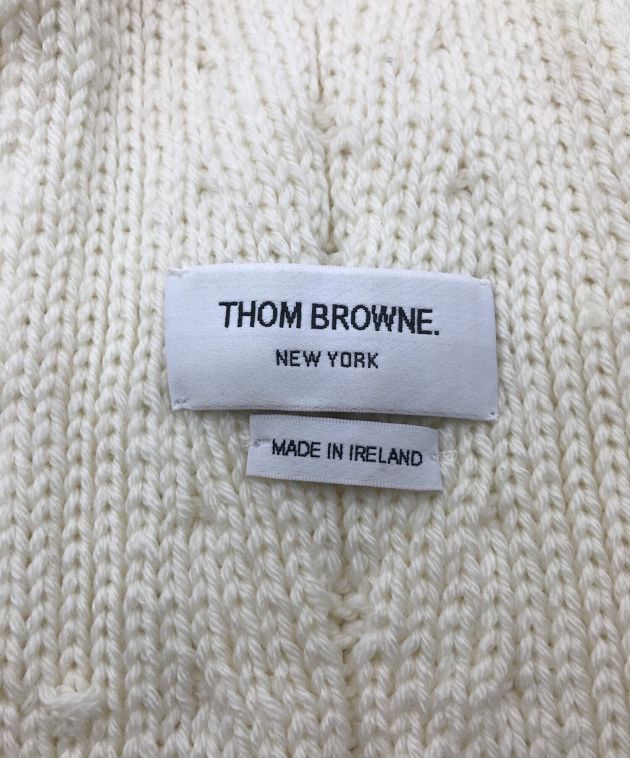 THOM BROWNE.
NEW YORK
MADE IN IRELAND